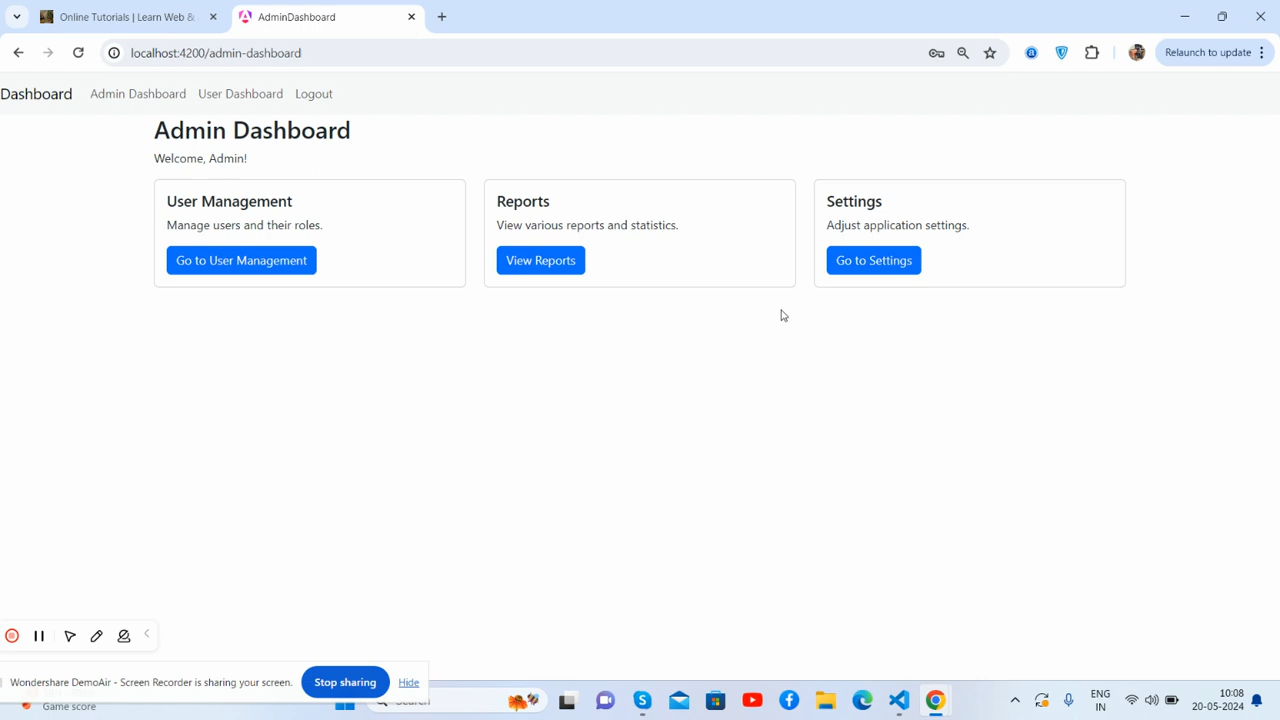 Online Tutorials | Learn Web &
AdminDashboard
localhost:4200/admin-dashboard
Relaunch to update
Dashboard Admin Dashboard User Dashboard Logout
Admin Dashboard
Welcome, Admin!
User Management
Manage users and their roles.
Go to User Management
Reports
View various reports and statistics.
View Reports
Settings
Adjust application settings.
Go to Settings
Wondershare DemoAir - Screen Recorder is sharing your screen.
Stop sharing
Hide
Game score
Search
ENG
IN
10:08
20-05-2024